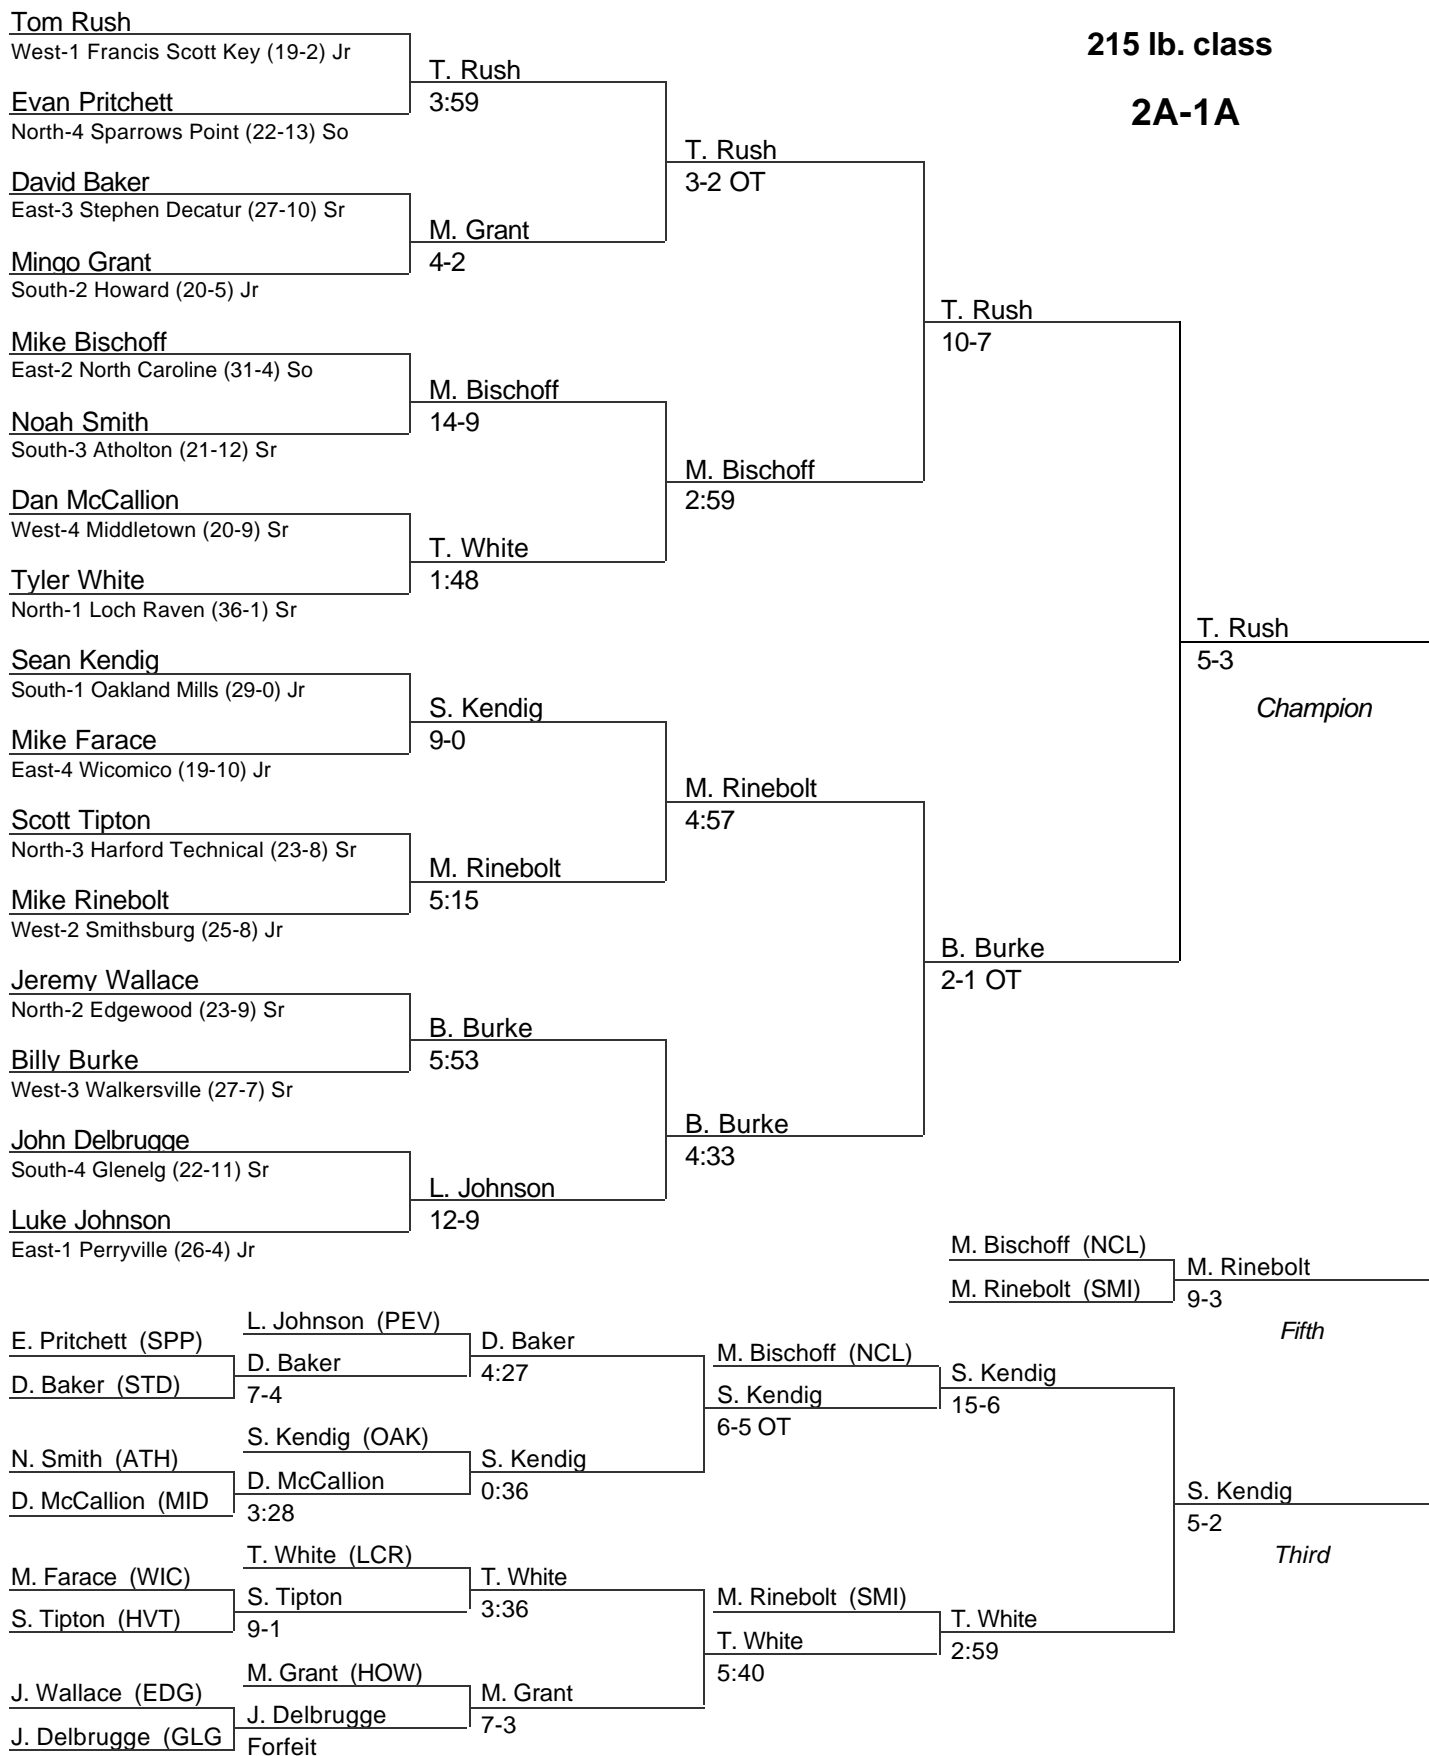 215 lb. class
2A-1A
Tom Rush
West-1 Francis Scott Key (19-2) Jr
Evan Pritchett
North-4 Sparrows Point (22-13) So
David Baker
East-3 Stephen Decatur (27-10) Sr
Mingo Grant
South-2 Howard (20-5) Jr
Mike Bischoff
East-2 North Caroline (31-4) So
Noah Smith
South-3 Atholton (21-12) Sr
Dan McCallion
West-4 Middletown (20-9) Sr
Tyler White
North-1 Loch Raven (36-1) Sr
Sean Kendig
South-1 Oakland Mills (29-0) Jr
Mike Farace
East-4 Wicomico (19-10) Jr
Scott Tipton
North-3 Harford Technical (23-8) Sr
Mike Rinebolt
West-2 Smithsburg (25-8) Jr
Jeremy Wallace
North-2 Edgewood (23-9) Sr
Billy Burke
West-3 Walkersville (27-7) Sr
John Delbrugge
South-4 Glenelg (22-11) Sr
Luke Johnson
East-1 Perryville (26-4) Jr
T. Rush
3:59
M. Grant
4-2
M. Bischoff
14-9
T. White
1:48
S. Kendig
9-0
M. Rinebolt
5:15
B. Burke
5:53
L. Johnson
12-9
T. Rush
3-2 OT
M. Bischoff
2:59
M. Rinebolt
4:57
B. Burke
4:33
T. Rush
10-7
B. Burke
2-1 OT
T. Rush
5-3
Champion
M. Bischoff (NCL)
M. Rinebolt (SMI)
M. Rinebolt
9-3
Fifth
E. Pritchett (SPP)
D. Baker (STD)
N. Smith (ATH)
D. McCallion (MID
M. Farace (WIC)
S. Tipton (HVT)
J. Wallace (EDG)
J. Delbrugge (GLG
L. Johnson (PEV)
D. Baker
7-4
S. Kendig (OAK)
D. McCallion
3:28
T. White (LCR)
S. Tipton
9-1
M. Grant (HOW)
J. Delbrugge
Forfeit
D. Baker
4:27
S. Kendig
0:36
T. White
3:36
M. Grant
7-3
M. Bischoff (NCL)
S. Kendig
6-5 OT
M. Rinebolt (SMI)
T. White
5:40
S. Kendig
15-6
T. White
2:59
S. Kendig
5-2
Third